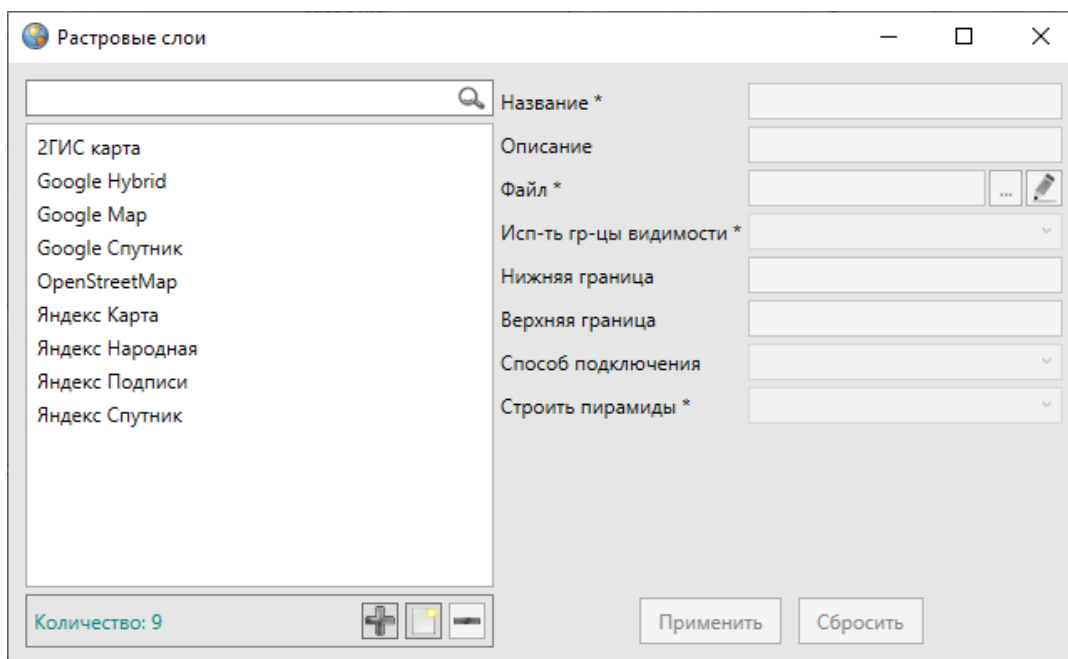 Растровые слои
2ГИС карта
Google Hybrid
Google Map
Google Спутник
OpenStreetMap
Яндекс Карта
Яндекс Народная
Яндекс Подписи
Яндекс Спутник
Количество: 9
Название *
Описание
Файл *
...
Исп-ть гр-цы видимости *
Нижняя граница
Верхняя граница
Способ подключения
Строить пирамиды *
Применить
Сбросить